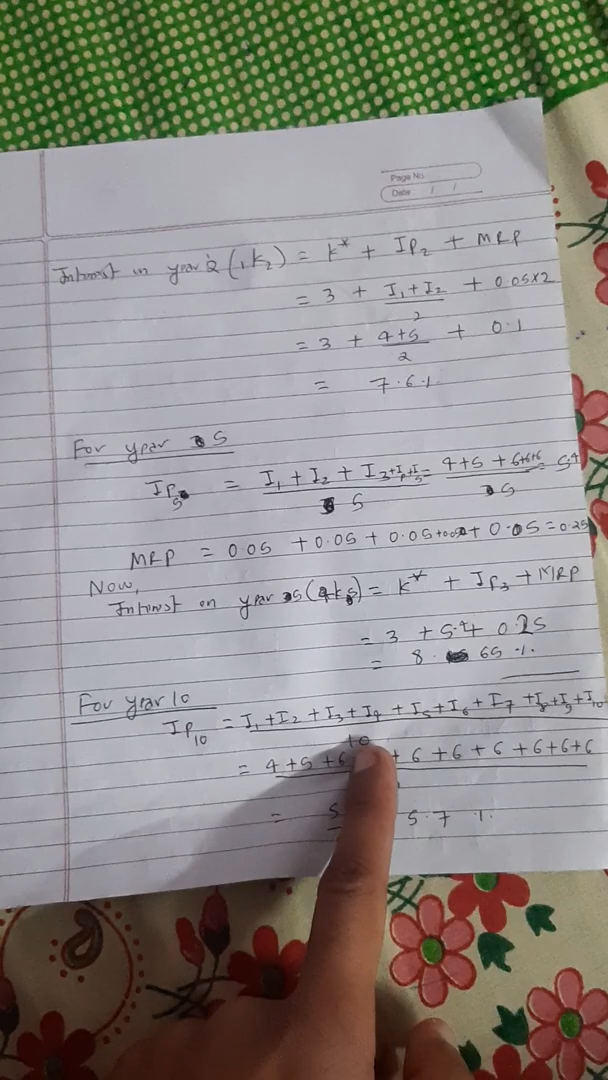 Page No.
Date / /
Interest in year 2 (, K2) = K* + IP2 + MRP
= 3 + I1 + I2 / 2 + 0.05×2
= 3 + 4+5 / 2 + 0.1
= 7.6 %
For year 5
IP5 = I1 + I2 + I3 + I4 + I5 / 5 = 4+5+6+6+6 / 5 = 5.4
MRP = 0.05 + 0.05 + 0.05 + 0.05 + 0.05 = 0.25
Now,
Interest on year 5 ( K5) = K* + IP3 + MRP
= 3 + 5.4 + 0.25
= 8.65 %
For year 10
IP10 = I1 + I2 + I3 + I4 + I5 + I6 + I7 + I8 + I9 + I10
10
= 4 + 5 + 6 + 6 + 6 + 6 + 6+6+6
= 5 5.7 %